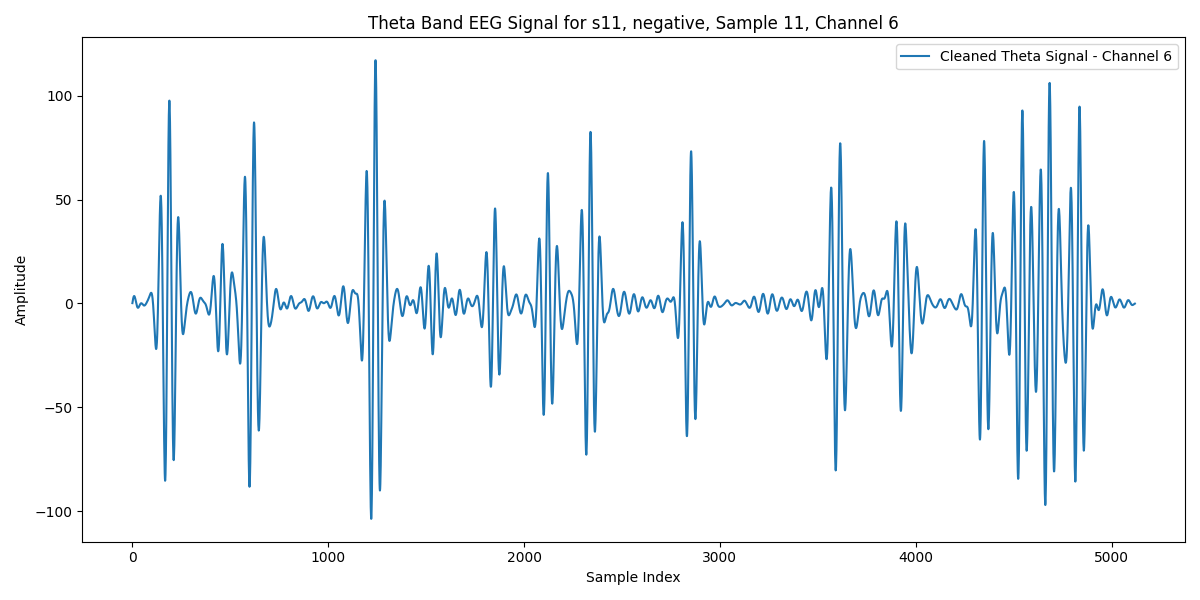 Theta Band EEG Signal for s11, negative, Sample 11, Channel 6
Cleaned Theta Signal - Channel 6
Amplitude
100
50
0
−50
−100
0 1000 2000 3000 4000 5000
Sample Index